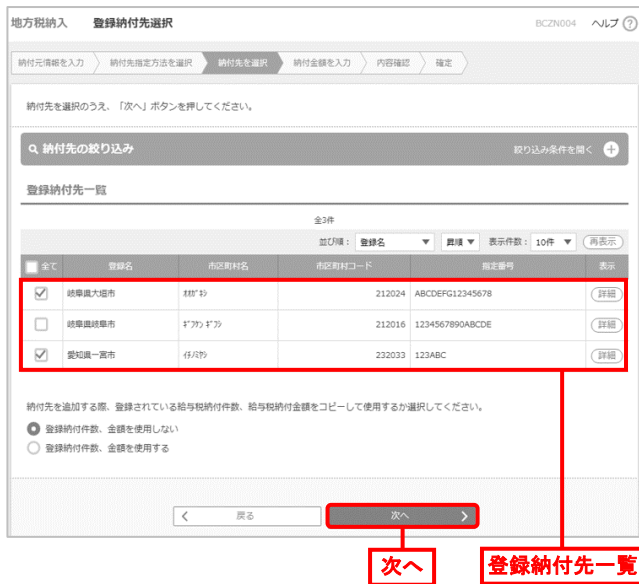 地方税納入 登録納付先選択 BCZN004 ヘルプ ?
納付元情報を入力 納付先指定方法を選択 納付先を選択 納付金額を入力 内容確認 確定
納付先を選択のうえ、「次へ」ボタンを押してください。
納付先の絞り込み 絞り込み条件を開く
登録納付先一覧
全3件
並び順： 登録名 ▼ 昇順 ▼ 表示件数： 10件 ▼ 再表示
全て 登録名 市区町村名 市区町村コード 指定番号 表示
岐阜県大垣市 ｵｵｶﾞｷｼ 212024 ABCDEFG12345678 詳細
岐阜県岐阜市 ｷﾞﾌｹﾝ ｷﾞﾌｼ 212016 1234567890ABCDE 詳細
愛知県一宮市 ｲﾁﾉﾐﾔｼ 232033 123ABC 詳細
納付先を追加する際、登録されている給与税納付件数、給与税納付金額をコピーして使用するか選択してください。
登録納付件数、金額を使用しない
登録納付件数、金額を使用する
戻る 次へ
次へ 登録納付先一覧